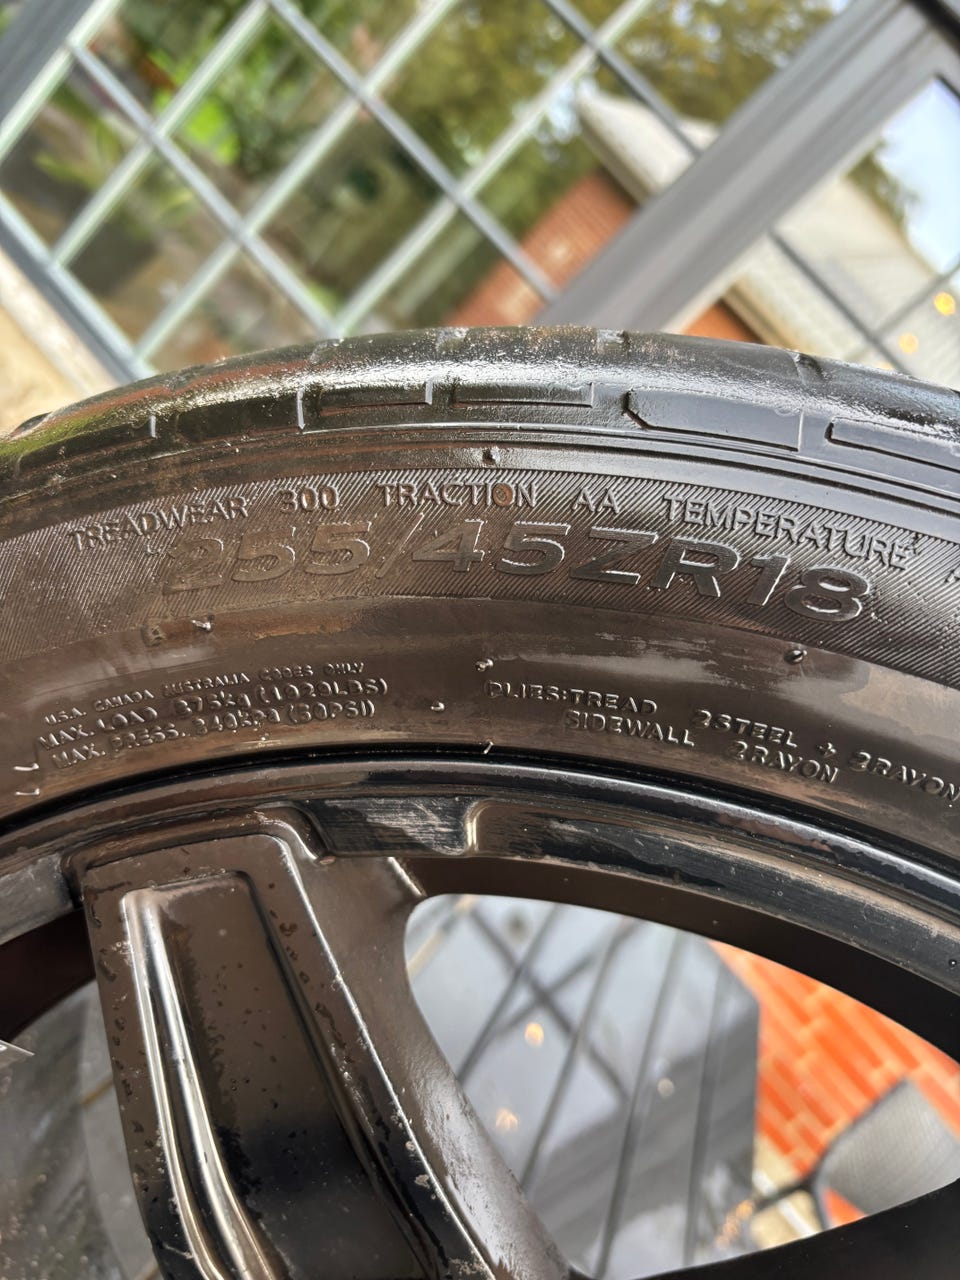 TREADWEAR 300 TRACTION AA TEMPERATURE
255/45ZR18
U.S.A. CANADA AUSTRALIA CODES ONLY
MAX. LOAD 875kg (1929LBS)
MAX. PRESS. 340kPa (50PSI)
PLIES:TREAD 2STEEL + 2RAYON
SIDEWALL 2RAYON